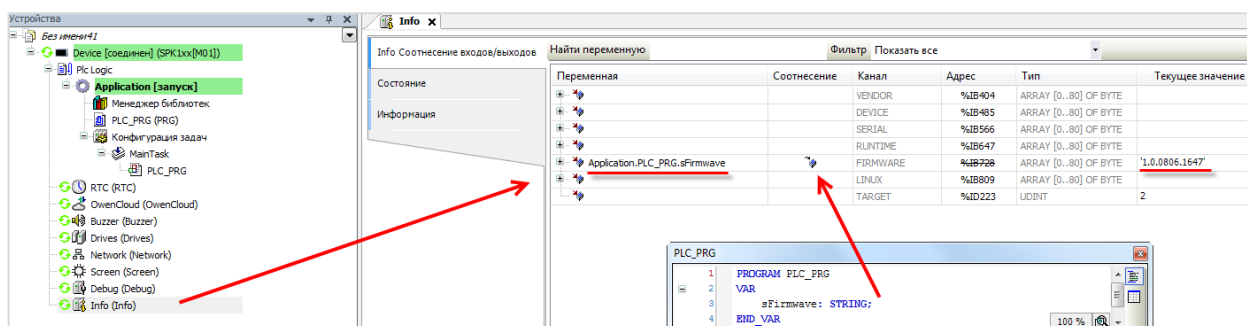 Устройства
Без имени41
Device [соединен] (SPK1xx[M01])
Plc Logic
Application [запуск]
Менеджер библиотек
PLC_PRG (PRG)
Конфигурация задач
MainTask
PLC_PRG
RTC (RTC)
OwenCloud (OwenCloud)
Buzzer (Buzzer)
Drives (Drives)
Network (Network)
Screen (Screen)
Debug (Debug)
Info (Info)
Info
Info Соотнесение входов/выходов
Состояние
Информация
Найти переменную Фильтр Показать все
Переменная Соотнесение Канал Адрес Тип Текущее значение
VENDOR %IB404 ARRAY [0..80] OF BYTE
DEVICE %IB485 ARRAY [0..80] OF BYTE
SERIAL %IB566 ARRAY [0..80] OF BYTE
RUNTIME %IB647 ARRAY [0..80] OF BYTE
Application.PLC_PRG.sFirmwave FIRMWARE %IB728 ARRAY [0..80] OF BYTE '1.0.0806.1647'
LINUX %IB809 ARRAY [0..80] OF BYTE
TARGET %ID223 UDINT 2
PLC_PRG
1 PROGRAM PLC_PRG
2 VAR
3 sFirmwave: STRING;
4 END_VAR
100 %